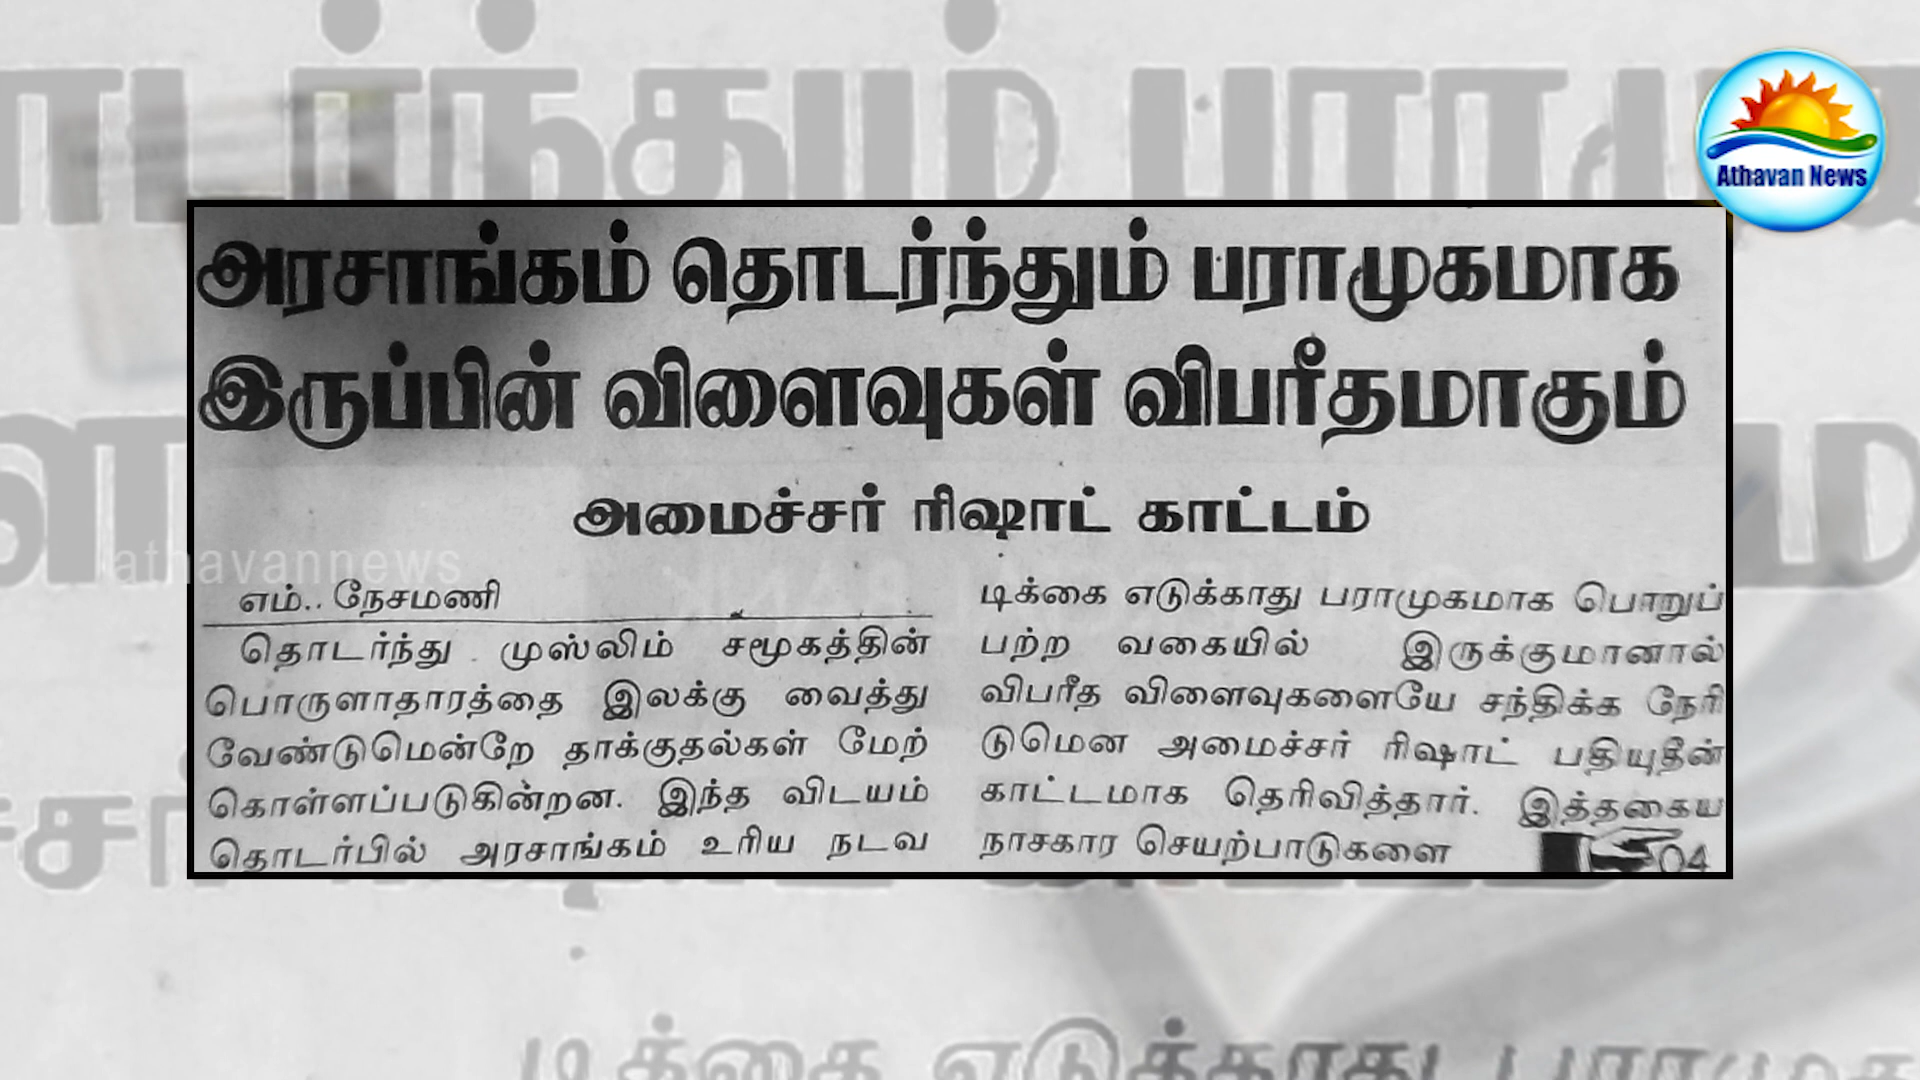 Athavan News
அரசாங்கம் தொடர்ந்தும் பராமுகமாக
இருப்பின் விளைவுகள் விபரீதமாகும்
அமைச்சர் ரிஷாட் காட்டம்
athavannews
எம்.. நேசமணி
தொடர்ந்து முஸ்லிம் சமூகத்தின்
பொருளாதாரத்தை இலக்கு வைத்து
வேண்டுமென்றே தாக்குதல்கள் மேற்
கொள்ளப்படுகின்றன. இந்த விடயம்
தொடர்பில் அரசாங்கம் உரிய நடவ
டிக்கை எடுக்காது பராமுகமாக பொறுப்
பற்ற வகையில் இருக்குமானால்
விபரீத விளைவுகளையே சந்திக்க நேரி
டுமென அமைச்சர் ரிஷாட் பதியுதீன்
காட்டமாக தெரிவித்தார். இத்தகைய
நாசகார செயற்பாடுகளை 04